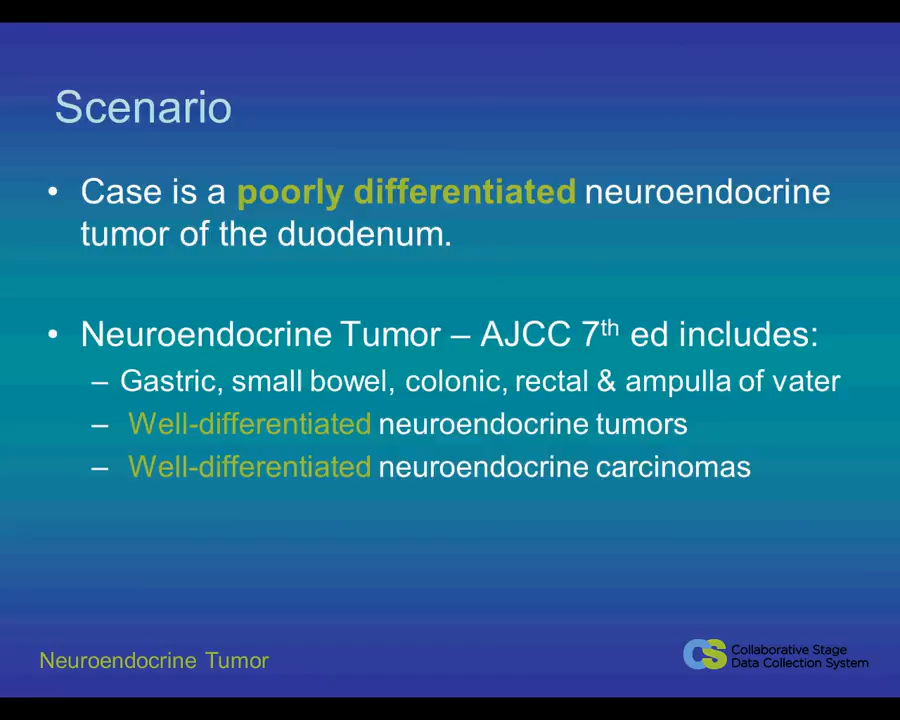 Scenario
• Case is a poorly differentiated neuroendocrine
tumor of the duodenum.
• Neuroendocrine Tumor – AJCC 7th ed includes:
– Gastric, small bowel, colonic, rectal & ampulla of vater
– Well-differentiated neuroendocrine tumors
– Well-differentiated neuroendocrine carcinomas
Neuroendocrine Tumor
CS Collaborative Stage
Data Collection System